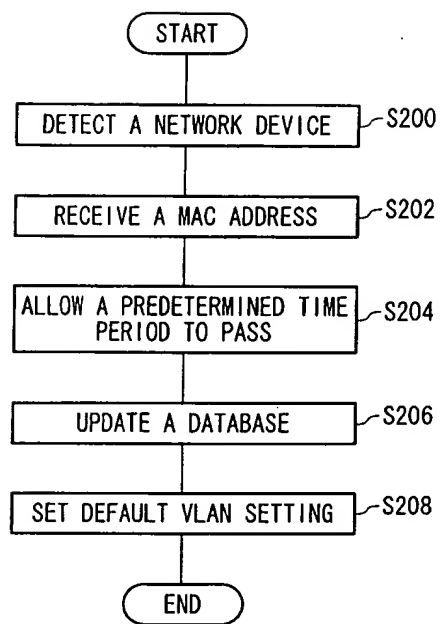 START
DETECT A NETWORK DEVICE
S200
RECEIVE A MAC ADDRESS
S202
ALLOW A PREDETERMINED TIME
PERIOD TO PASS
S204
UPDATE A DATABASE
S206
SET DEFAULT VLAN SETTING
S208
END